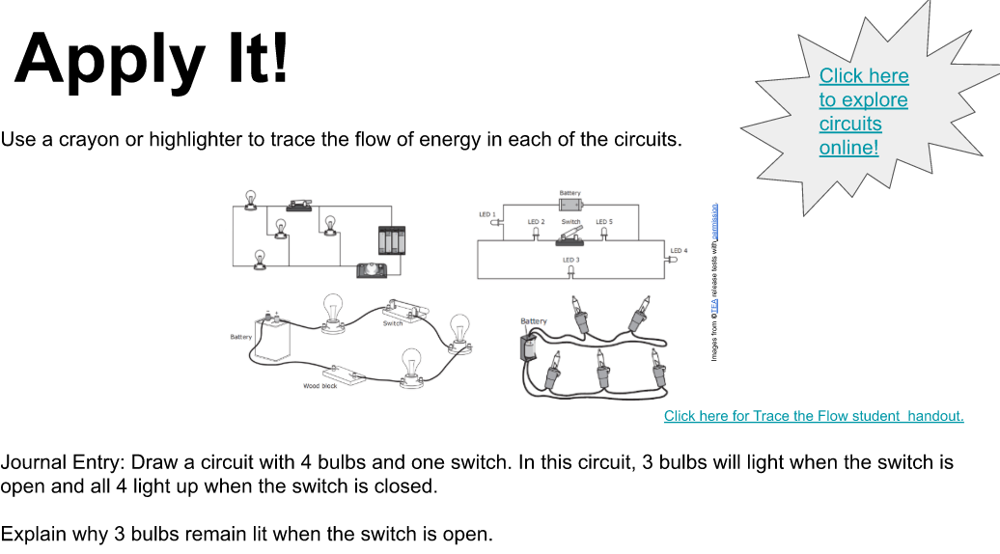 Apply It!
Click here
to explore
circuits
online!
Use a crayon or highlighter to trace the flow of energy in each of the circuits.
Battery
LED 1
LED 2
Switch
LED 5
LED 4
LED 3
Images from ©TEA release tests with permission.
Switch
Battery
Wood block
Battery
Click here for Trace the Flow student  handout.
Journal Entry: Draw a circuit with 4 bulbs and one switch. In this circuit, 3 bulbs will light when the switch is
open and all 4 light up when the switch is closed.
Explain why 3 bulbs remain lit when the switch is open.